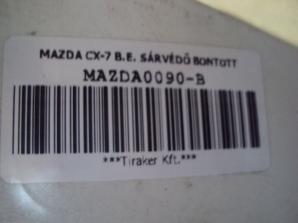 MAZDA CX-7 B.E. SÁRVÉDŐ BONTOTT
MAZDA0090-B
***Tiraker Kft.***